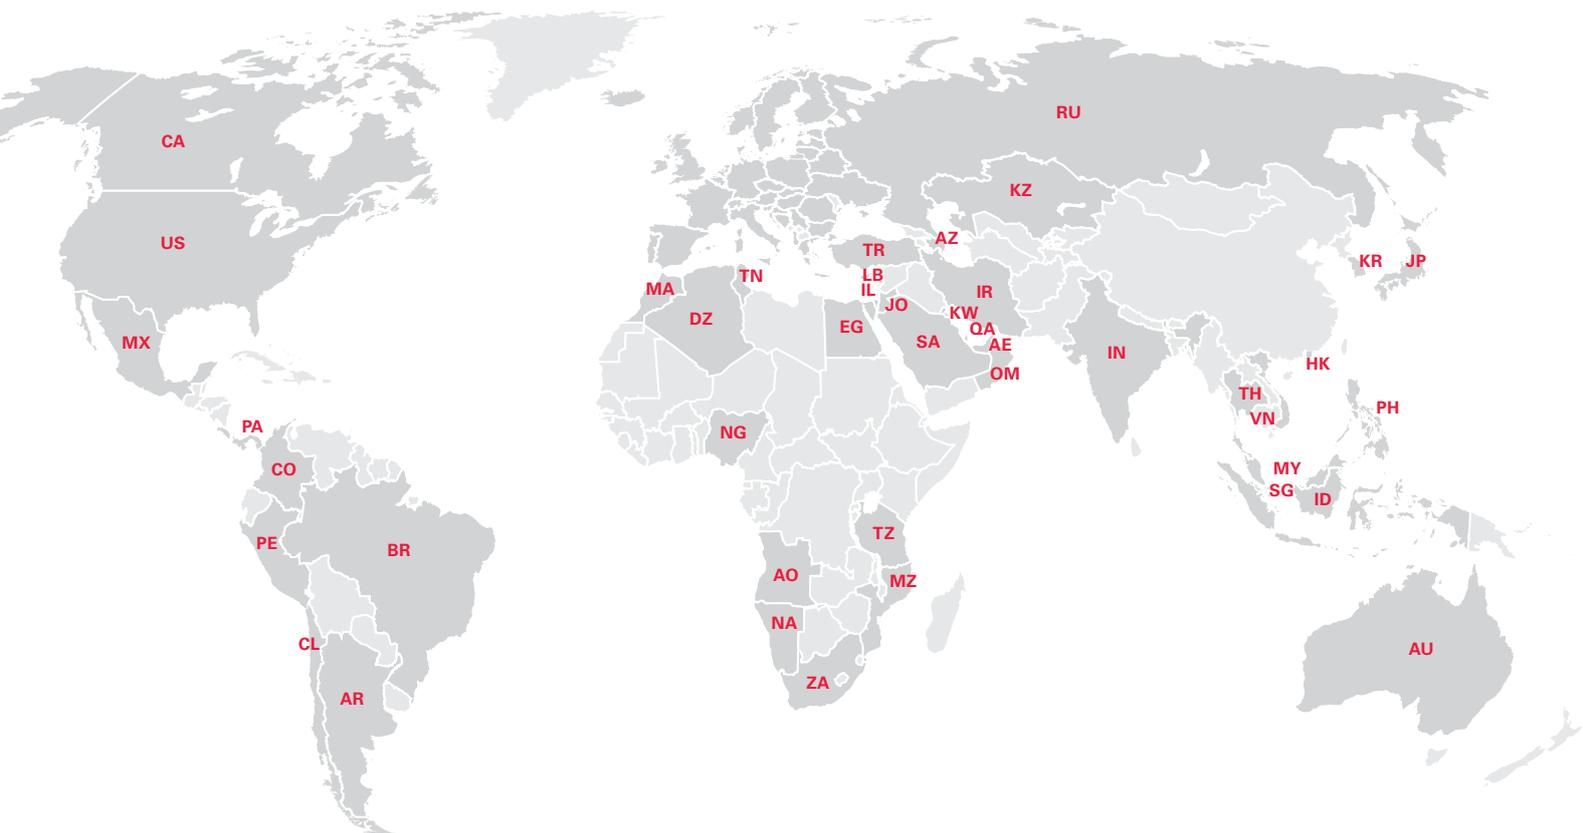 RU
CA
KZ
AZ
US
TR
KR
JP
LB
TN
IL
MA
IR
JO
KW
DZ
QA
EG
SA
AE
MX
IN
HK
OM
TH
PH
VN
PA
NG
CO
MY
SG
ID
TZ
PE
BR
AO
MZ
NA
CL
AU
ZA
AR